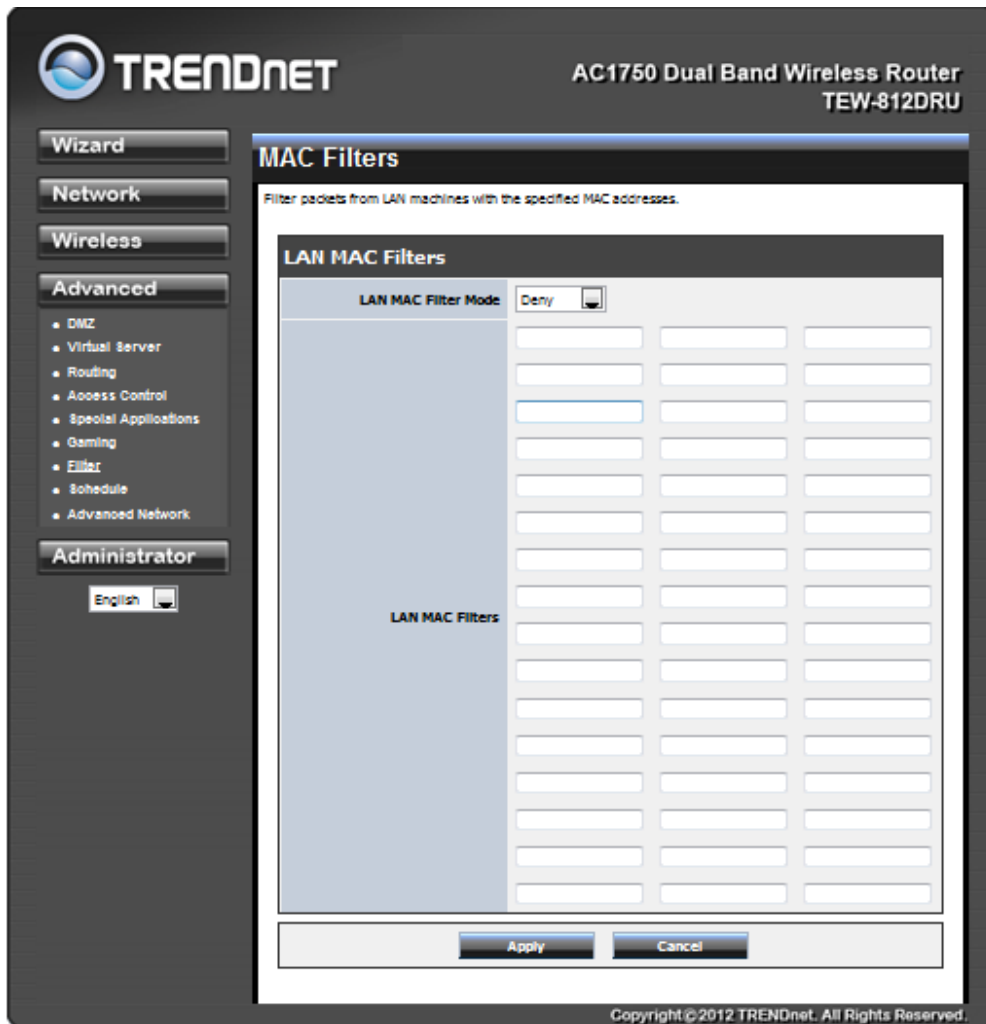 TRENDNET
AC1750 Dual Band Wireless Router
TEW-812DRU
Wizard
Network
Wireless
Advanced
DMZ
Virtual Server
Routing
Access Control
Special Applications
Gaming
Filter
Schedule
Advanced Network
Administrator
English
MAC Filters
Filter packets from LAN machines with the specified MAC addresses.
LAN MAC Filters
LAN MAC Filter Mode
Deny
LAN MAC Filters
Apply
Cancel
Copyright©2012 TRENDnet. All Rights Reserved.